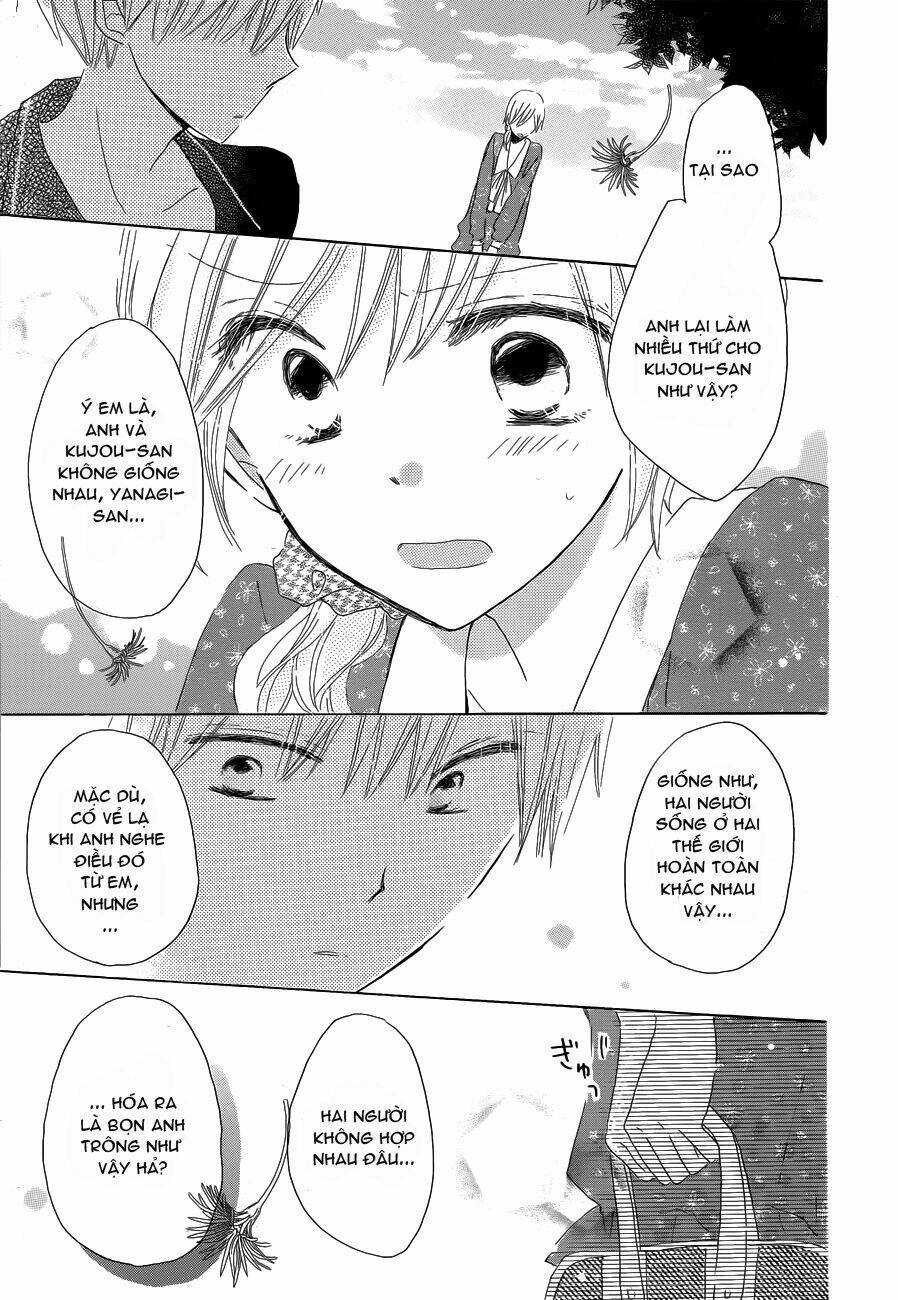 ...
TẠI SAO
ANH LẠI LÀM
NHIỀU THỨ CHO
KUJOU-SAN
NHƯ VẬY?
Ý EM LÀ,
ANH VÀ
KUJOU-SAN
KHÔNG GIỐNG
NHAU, YANAGI-
SAN...
GIỐNG NHƯ,
HAI NGƯỜI
SỐNG Ở HAI
THẾ GIỚI
HOÀN TOÀN
KHÁC NHAU
VẬY...
MẶC DÙ,
CÓ VẺ LẠ
KHI ANH NGHE
ĐIỀU ĐÓ
TỪ EM,
NHƯNG
...
ぎゅっ
HAI NGƯỜI
KHÔNG HỢP
NHAU ĐÂU...
... HÓA RA
LÀ BỌN ANH
TRÔNG NHƯ
VẬY HẢ?